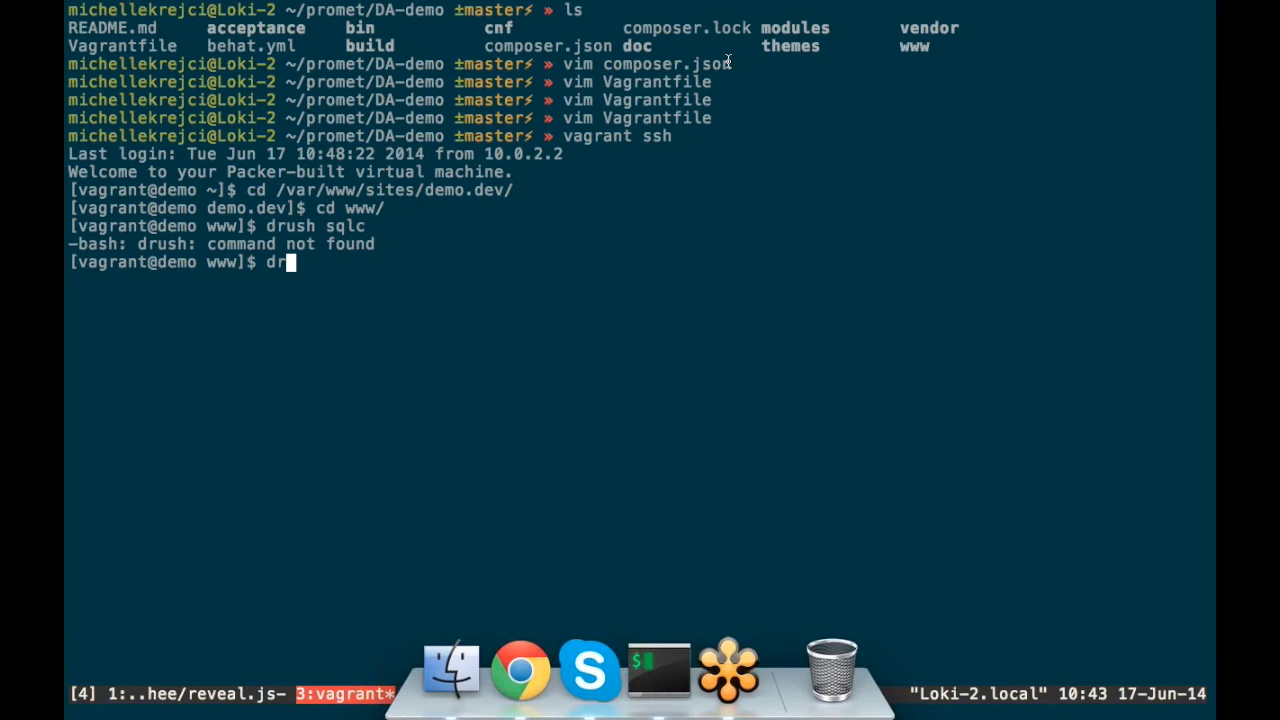 michellekrejci@Loki-2 ~/promet/DA-demo ±master⚡ » ls
README.md acceptance bin cnf composer.lock modules vendor
Vagrantfile behat.yml build composer.json doc themes www
michellekrejci@Loki-2 ~/promet/DA-demo ±master⚡ » vim composer.json
michellekrejci@Loki-2 ~/promet/DA-demo ±master⚡ » vim Vagrantfile
michellekrejci@Loki-2 ~/promet/DA-demo ±master⚡ » vim Vagrantfile
michellekrejci@Loki-2 ~/promet/DA-demo ±master⚡ » vim Vagrantfile
michellekrejci@Loki-2 ~/promet/DA-demo ±master⚡ » vagrant ssh
Last login: Tue Jun 17 10:48:22 2014 from 10.0.2.2
Welcome to your Packer-built virtual machine.
[vagrant@demo ~]$ cd /var/www/sites/demo.dev/
[vagrant@demo demo.dev]$ cd www/
[vagrant@demo www]$ drush sqlc
-bash: drush: command not found
[vagrant@demo www]$ dr
[4] 1:..hee/reveal.js- 3:vagrant* "Loki-2.local" 10:43 17-Jun-14